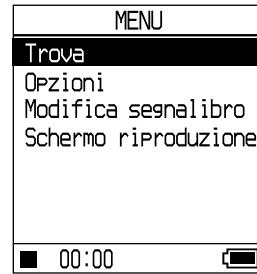 MENU
Trova
Opzioni
Modifica segnalibro
Schermo riproduzione
00:00